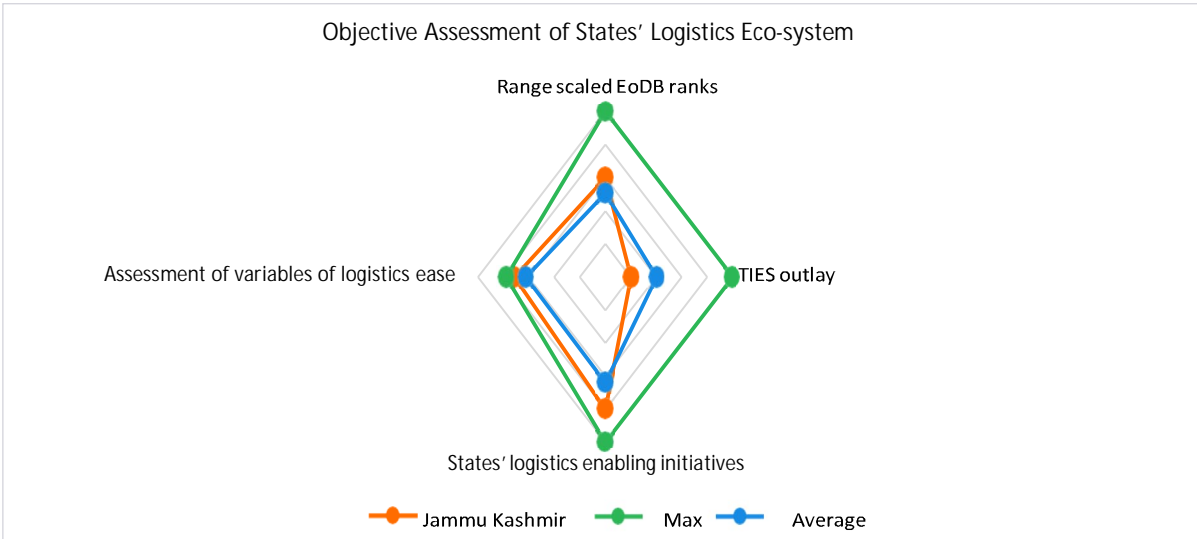 Objective Assessment of States’ Logistics Eco-system
Range scaled EoDB ranks
Assessment of variables of logistics ease
TIES outlay
States’ logistics enabling initiatives
Jammu Kashmir Max Average